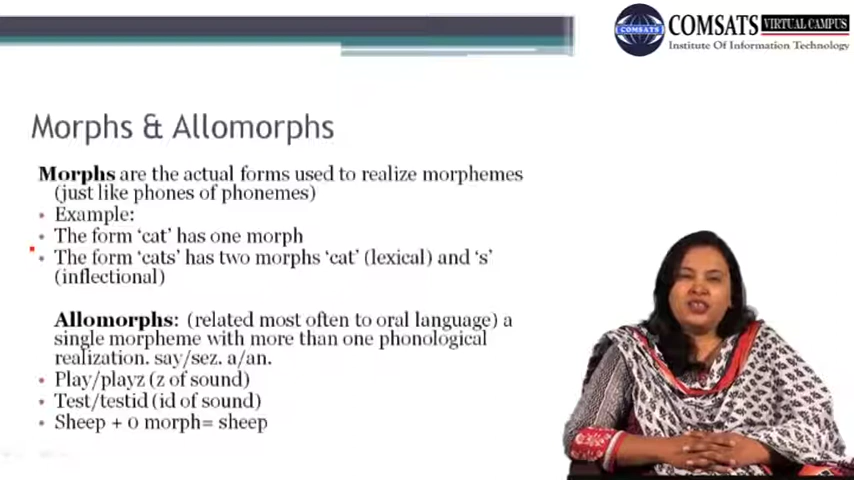 COMSATS
COMSATS VIRTUAL CAMPUS
Institute Of Information Technology
Morphs & Allomorphs
Morphs are the actual forms used to realize morphemes
(just like phones of phonemes)
• Example:
• The form ‘cat’ has one morph
• The form ‘cats’ has two morphs ‘cat’ (lexical) and ‘s’
(inflectional)
Allomorphs: (related most often to oral language) a
single morpheme with more than one phonological
realization. say/sez. a/an.
• Play/playz (z of sound)
• Test/testid (id of sound)
• Sheep + 0 morph= sheep